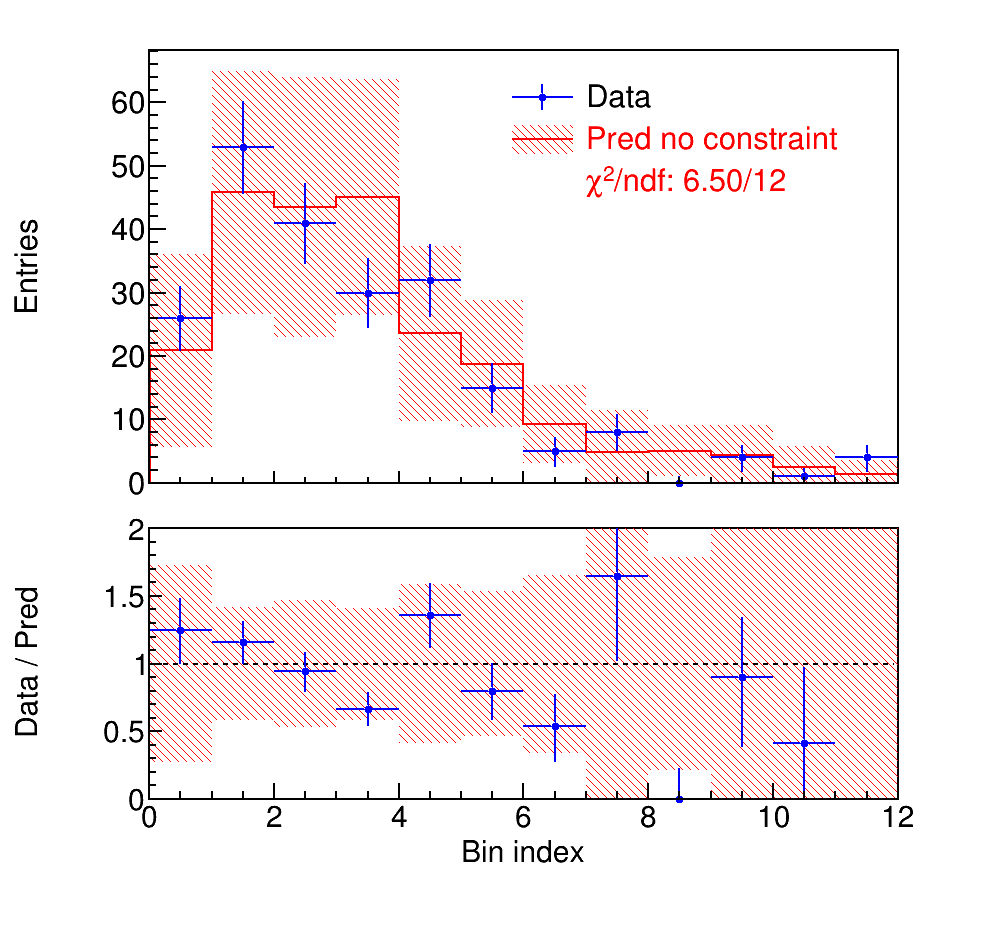 Entries
60
50
40
30
20
10
0
Data
Pred no constraint
χ²/ndf: 6.50/12
Data / Pred
2
1.5
1
0.5
0
0 2 4 6 8 10 12
Bin index